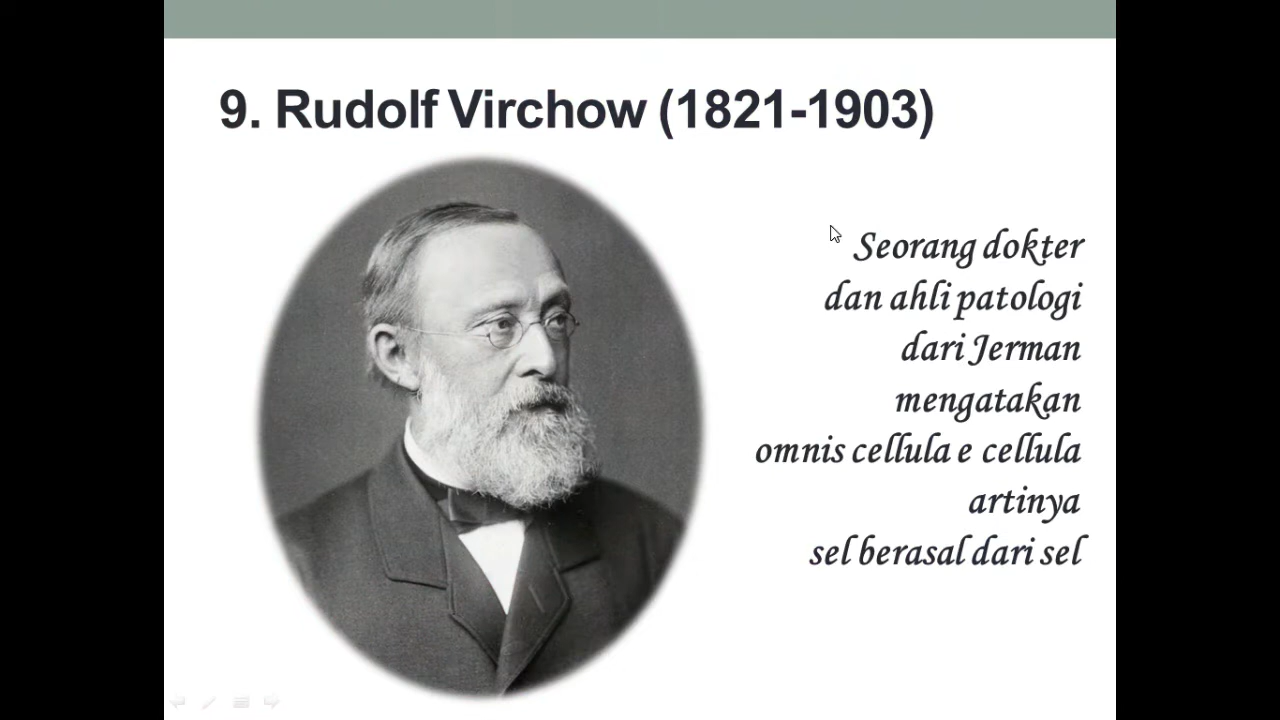 9. Rudolf Virchow (1821-1903)
Seorang dokter
dan ahli patologi
dari Jerman
mengatakan
omnis cellula e cellula
artinya
sel berasal dari sel